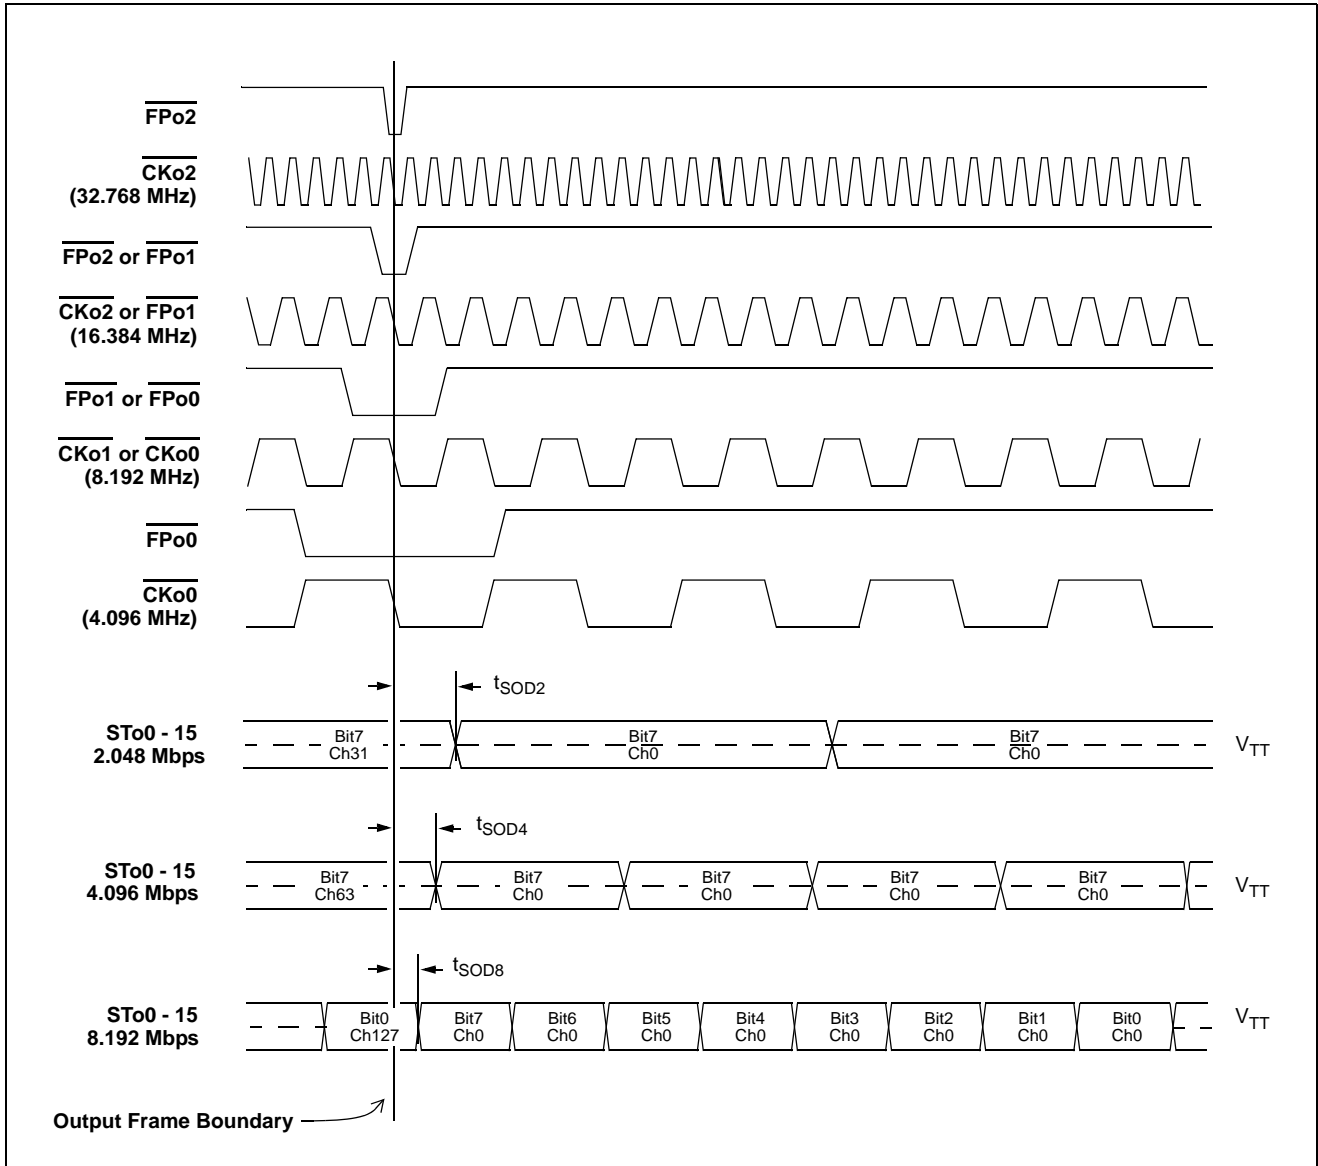 FPo2
CKo2
(32.768 MHz)
FPo2 or FPo1
CKo2 or FPo1
(16.384 MHz)
FPo1 or FPo0
CKo1 or CKo0
(8.192 MHz)
FPo0
CKo0
(4.096 MHz)
tSOD2
STo0 - 15
2.048 Mbps
Bit7
Ch31
Bit7
Ch0
Bit7
Ch0
VTT
tSOD4
STo0 - 15
4.096 Mbps
Bit7
Ch63
Bit7
Ch0
Bit7
Ch0
Bit7
Ch0
Bit7
Ch0
VTT
tSOD8
STo0 - 15
8.192 Mbps
Bit0
Ch127
Bit7
Ch0
Bit6
Ch0
Bit5
Ch0
Bit4
Ch0
Bit3
Ch0
Bit2
Ch0
Bit1
Ch0
Bit0
Ch0
VTT
Output Frame Boundary